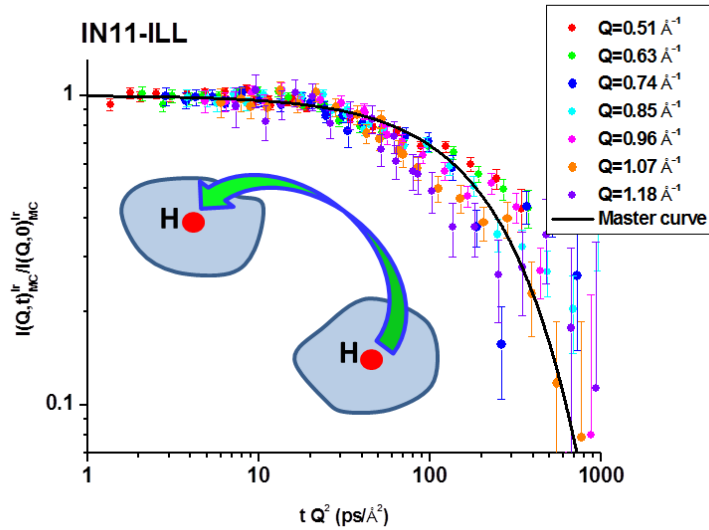 IN11-ILL
Q=0.51 Å⁻¹
Q=0.63 Å⁻¹
Q=0.74 Å⁻¹
Q=0.85 Å⁻¹
Q=0.96 Å⁻¹
Q=1.07 Å⁻¹
Q=1.18 Å⁻¹
Master curve
1
0.1
I(Q,t)ᴵʳ_MC/I(Q,0)ᴵʳ_MC
H
H
1 10 100 1000
t Q² (ps/Å²)